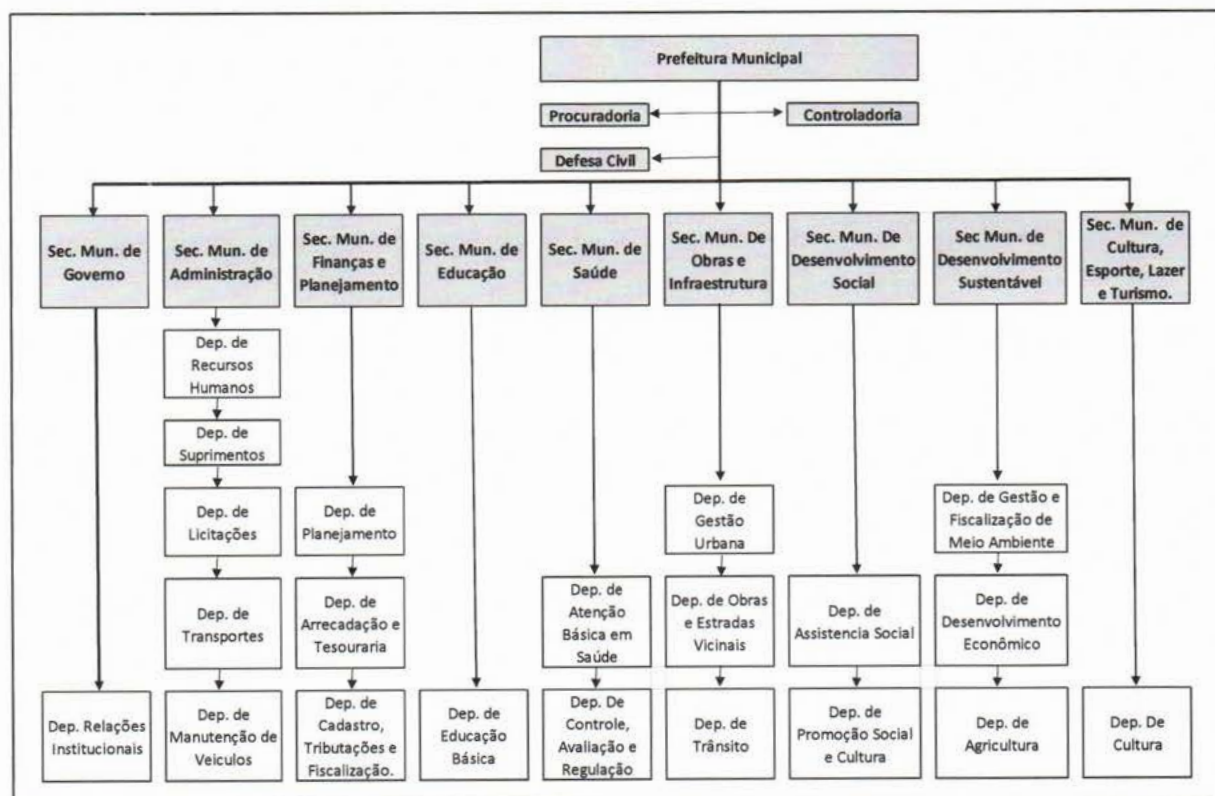 Prefeitura Municipal
Procuradoria
Controladoria
Defesa Civil
Sec. Mun. de
Governo
Sec. Mun. de
Administração
Sec. Mun. de
Finanças e
Planejamento
Sec. Mun. de
Educação
Sec. Mun. de
Saúde
Sec. Mun. De
Obras e
Infraestrutura
Sec. Mun. De
Desenvolvimento
Social
Sec Mun. de
Desenvolvimento
Sustentável
Sec. Mun. de
Cultura,
Esporte, Lazer
e Turismo.
Dep. de
Recursos
Humanos
Dep. de
Suprimentos
Dep. de
Licitações
Dep. de
Planejamento
Dep. de
Gestão
Urbana
Dep. de Gestão e
Fiscalização de
Meio Ambiente
Dep. de
Transportes
Dep. de
Arrecadação e
Tesouraria
Dep. de
Atenção
Básica em
Saúde
Dep. de Obras
e Estradas
Vicinais
Dep. de
Assistencia Social
Dep. de
Desenvolvimento
Econômico
Dep. Relações
Institucionais
Dep. de
Manutenção de
Veiculos
Dep. de
Cadastro,
Tributações e
Fiscalização.
Dep. de
Educação
Básica
Dep. De
Controle,
Avaliação e
Regulação
Dep. de
Trânsito
Dep. de
Promoção Social
e Cultura
Dep. de
Agricultura
Dep. De
Cultura